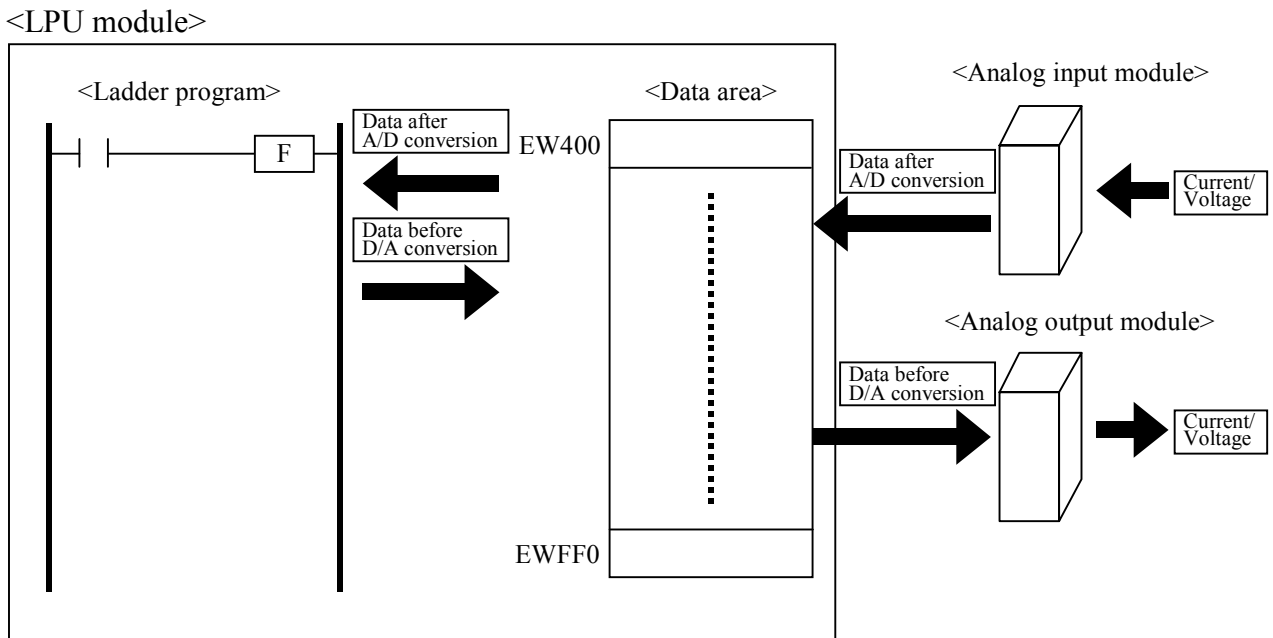 <LPU module>
<Ladder program>
F
Data after
A/D conversion
Data before
D/A conversion
<Data area>
EW400
EWFF0
<Analog input module>
Data after
A/D conversion
Current/
Voltage
<Analog output module>
Data before
D/A conversion
Current/
Voltage